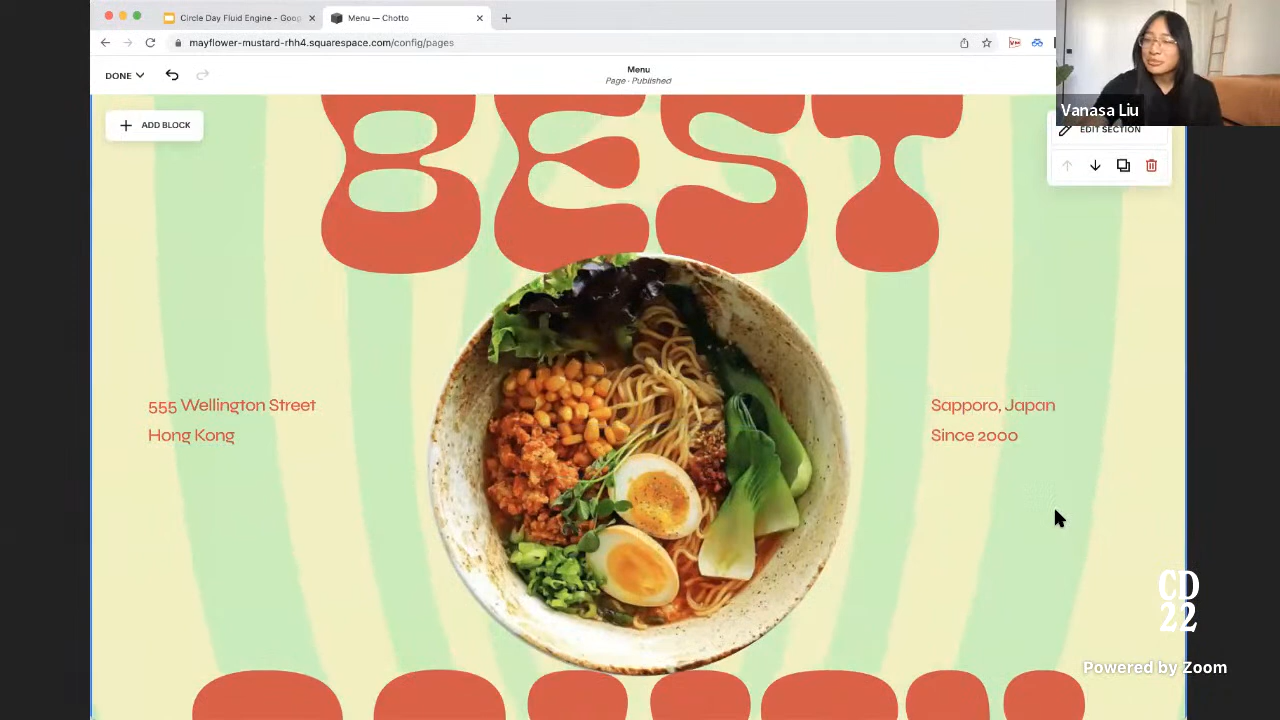 Circle Day Fluid Engine - Goog
Menu — Chotto
mayflower-mustard-rhh4.squarespace.com/config/pages
DONE
Menu
Page · Published
Vanasa Liu
ADD BLOCK
EDIT SECTION
BEST
555 Wellington Street
Hong Kong
Sapporo, Japan
Since 2000
CD
22
Powered by Zoom